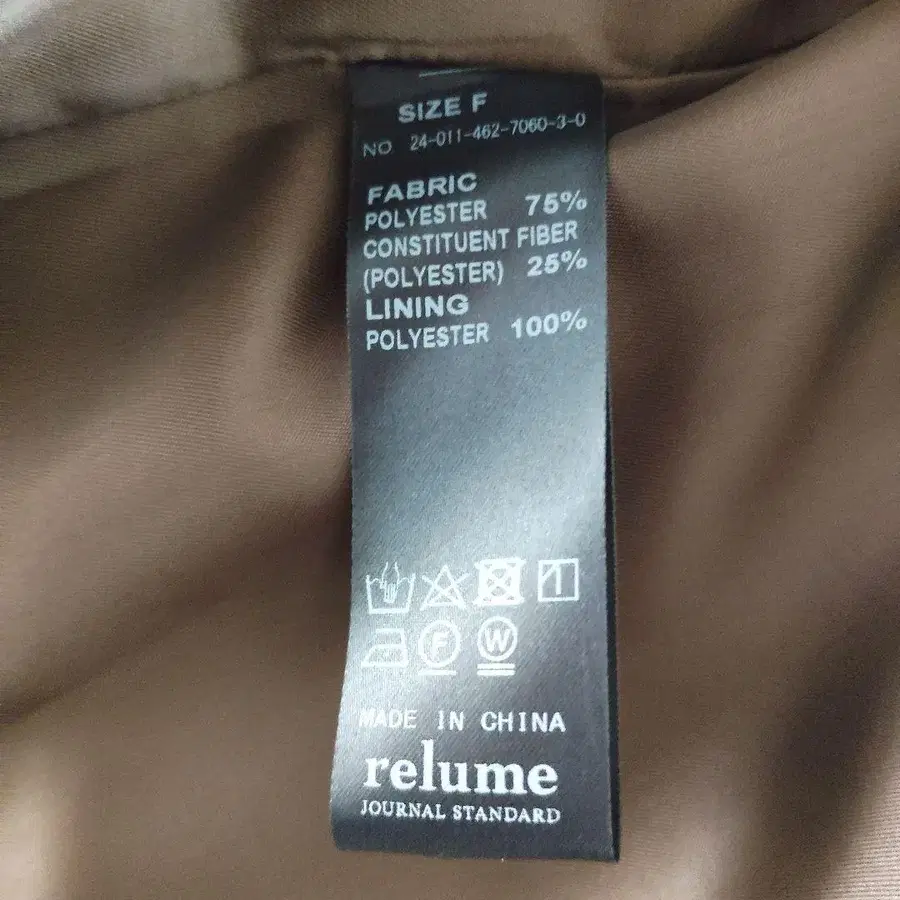 SIZE F
NO 24-011-462-7060-3-0
FABRIC
POLYESTER 75%
CONSTITUENT FIBER
(POLYESTER) 25%
LINING
POLYESTER 100%
F W
MADE IN CHINA
relume
JOURNAL STANDARD